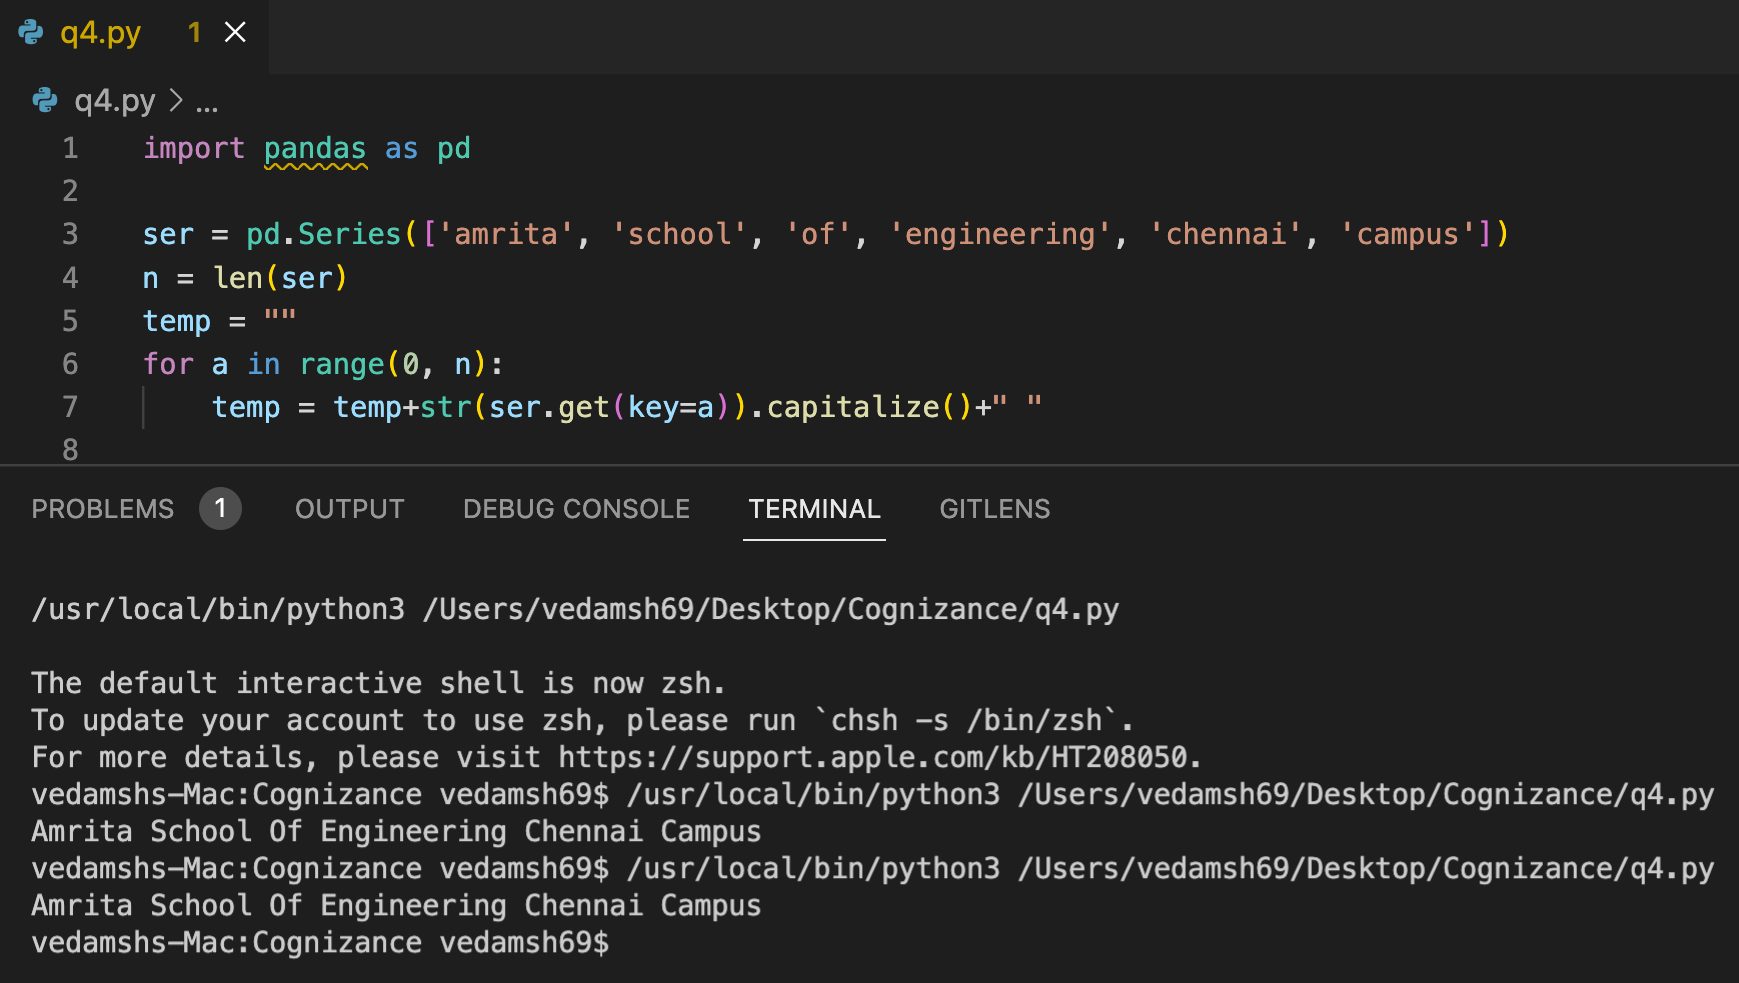 q4.py 1
q4.py > ...
1 import pandas as pd
2
3 ser = pd.Series(['amrita', 'school', 'of', 'engineering', 'chennai', 'campus'])
4 n = len(ser)
5 temp = ""
6 for a in range(0, n):
7     temp = temp+str(ser.get(key=a)).capitalize()+" "
8
PROBLEMS 1 OUTPUT DEBUG CONSOLE TERMINAL GITLENS
/usr/local/bin/python3 /Users/vedamsh69/Desktop/Cognizance/q4.py
The default interactive shell is now zsh.
To update your account to use zsh, please run `chsh -s /bin/zsh`.
For more details, please visit https://support.apple.com/kb/HT208050.
vedamshs-Mac:Cognizance vedamsh69$ /usr/local/bin/python3 /Users/vedamsh69/Desktop/Cognizance/q4.py
Amrita School Of Engineering Chennai Campus
vedamshs-Mac:Cognizance vedamsh69$ /usr/local/bin/python3 /Users/vedamsh69/Desktop/Cognizance/q4.py
Amrita School Of Engineering Chennai Campus
vedamshs-Mac:Cognizance vedamsh69$